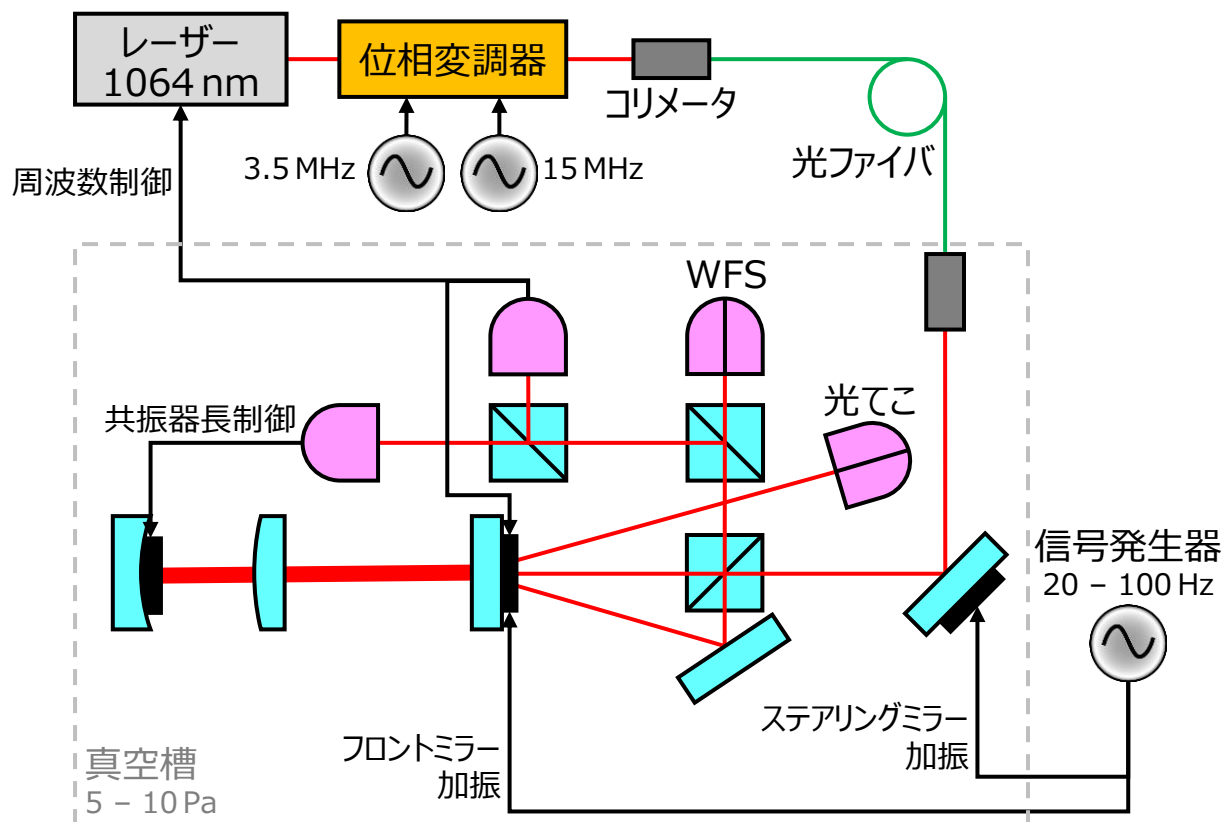 レーザー
1064 nm
位相変調器
コリメータ
光ファイバ
3.5 MHz
15 MHz
周波数制御
WFS
共振器長制御
光てこ
信号発生器
20 – 100 Hz
ステアリングミラー
加振
フロントミラー
加振
真空槽
5 – 10 Pa